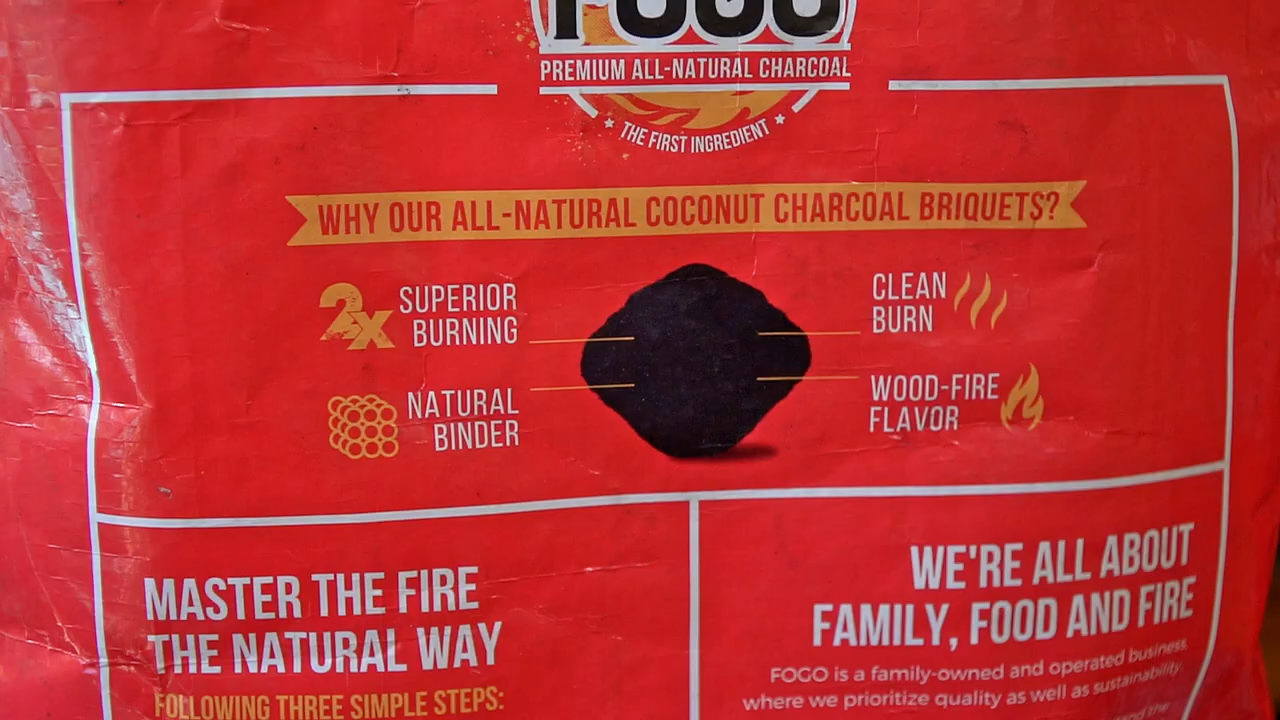 FOGO
PREMIUM ALL-NATURAL CHARCOAL
THE FIRST INGREDIENT
WHY OUR ALL-NATURAL COCONUT CHARCOAL BRIQUETS?
2x SUPERIOR
BURNING
CLEAN
BURN
NATURAL
BINDER
WOOD-FIRE
FLAVOR
MASTER THE FIRE
THE NATURAL WAY
FOLLOWING THREE SIMPLE STEPS:
WE'RE ALL ABOUT
FAMILY, FOOD AND FIRE
FOGO is a family-owned and operated business
where we prioritize quality as well as sustainability.
and the